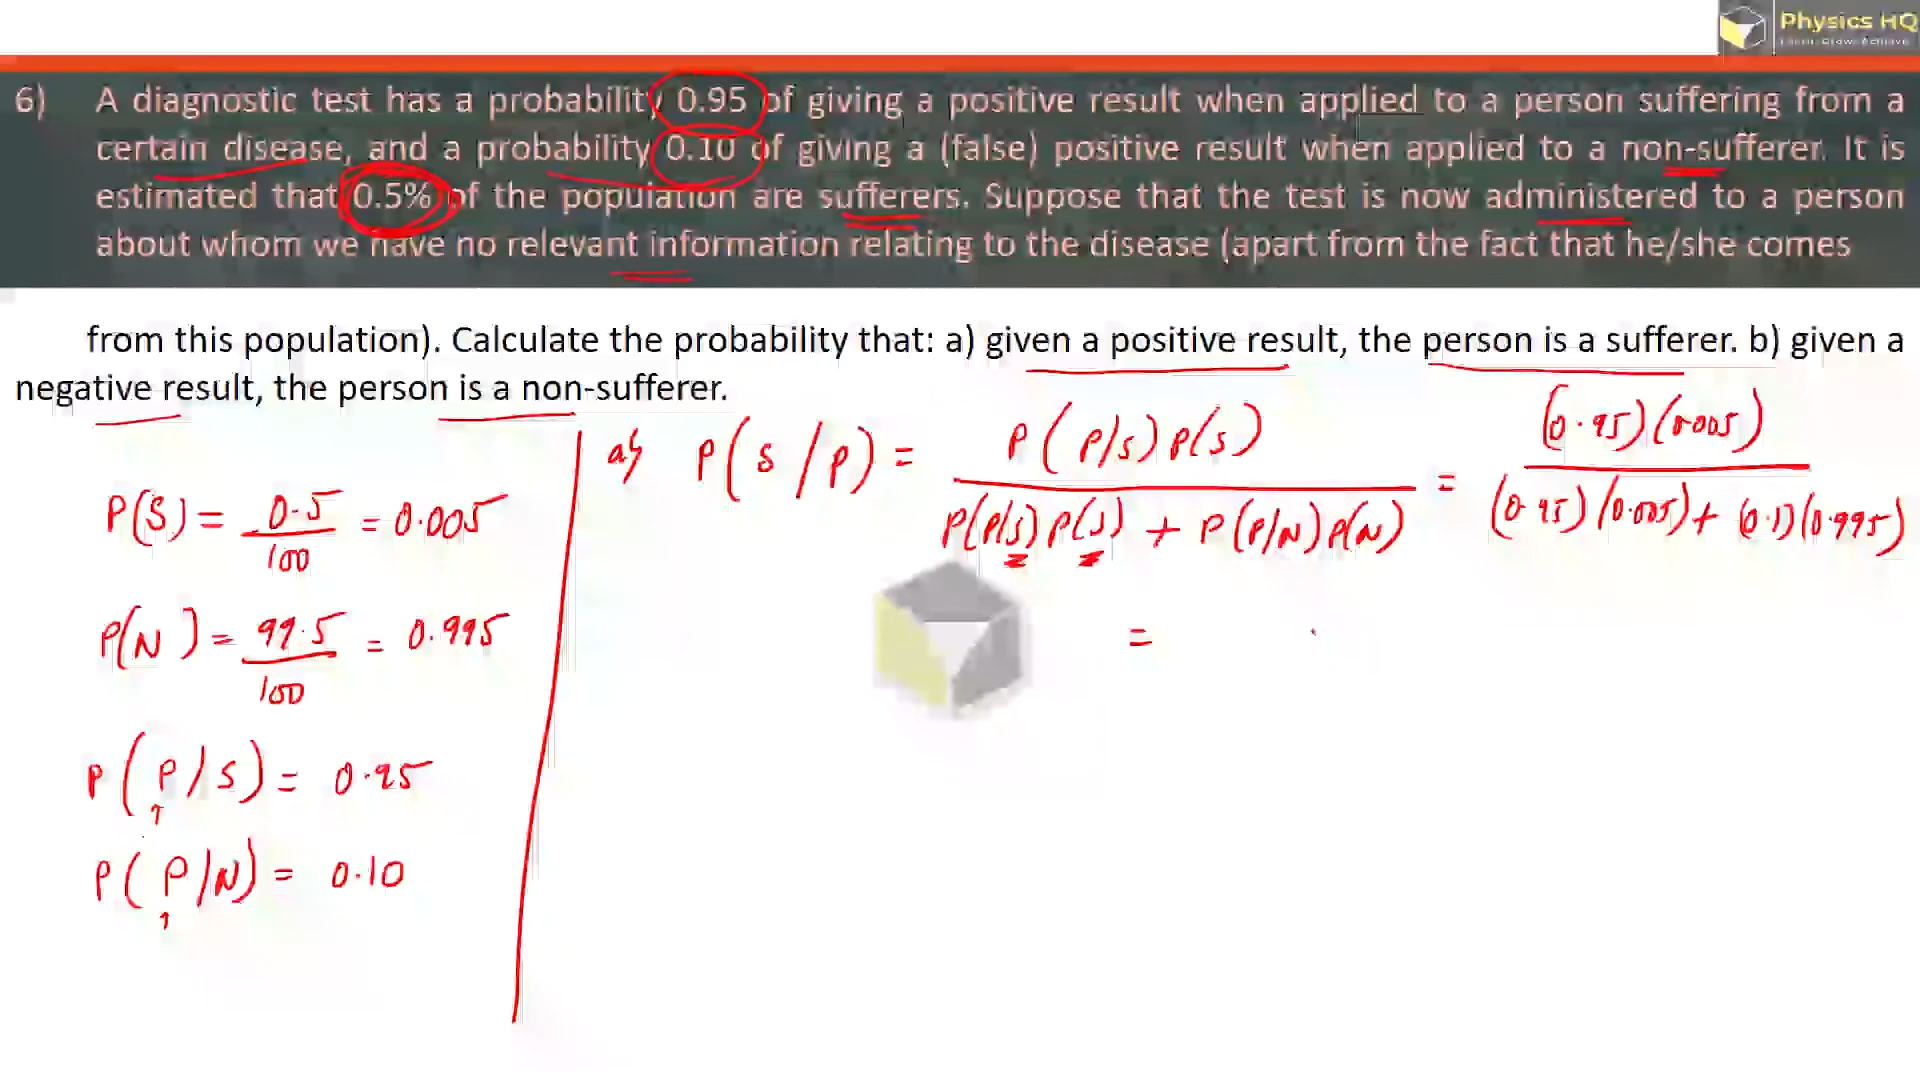 Physics HQ
6) A diagnostic test has a probability 0.95 of giving a positive result when applied to a person suffering from a
certain disease, and a probability 0.10 of giving a (false) positive result when applied to a non-sufferer. It is
estimated that 0.5% of the population are sufferers. Suppose that the test is now administered to a person
about whom we have no relevant information relating to the disease (apart from the fact that he/she comes
from this population). Calculate the probability that: a) given a positive result, the person is a sufferer. b) given a
negative result, the person is a non-sufferer.
P(S) = 0.5/100 = 0.005
P(N) = 99.5/100 = 0.995
P(P/S) = 0.95
P(P/N) = 0.10
a) P(S/P) = P(P/S)P(S) / P(P/S)P(S) + P(P/N)P(N) = (0.95)(0.005) / (0.95)(0.005) + (0.1)(0.995)
=